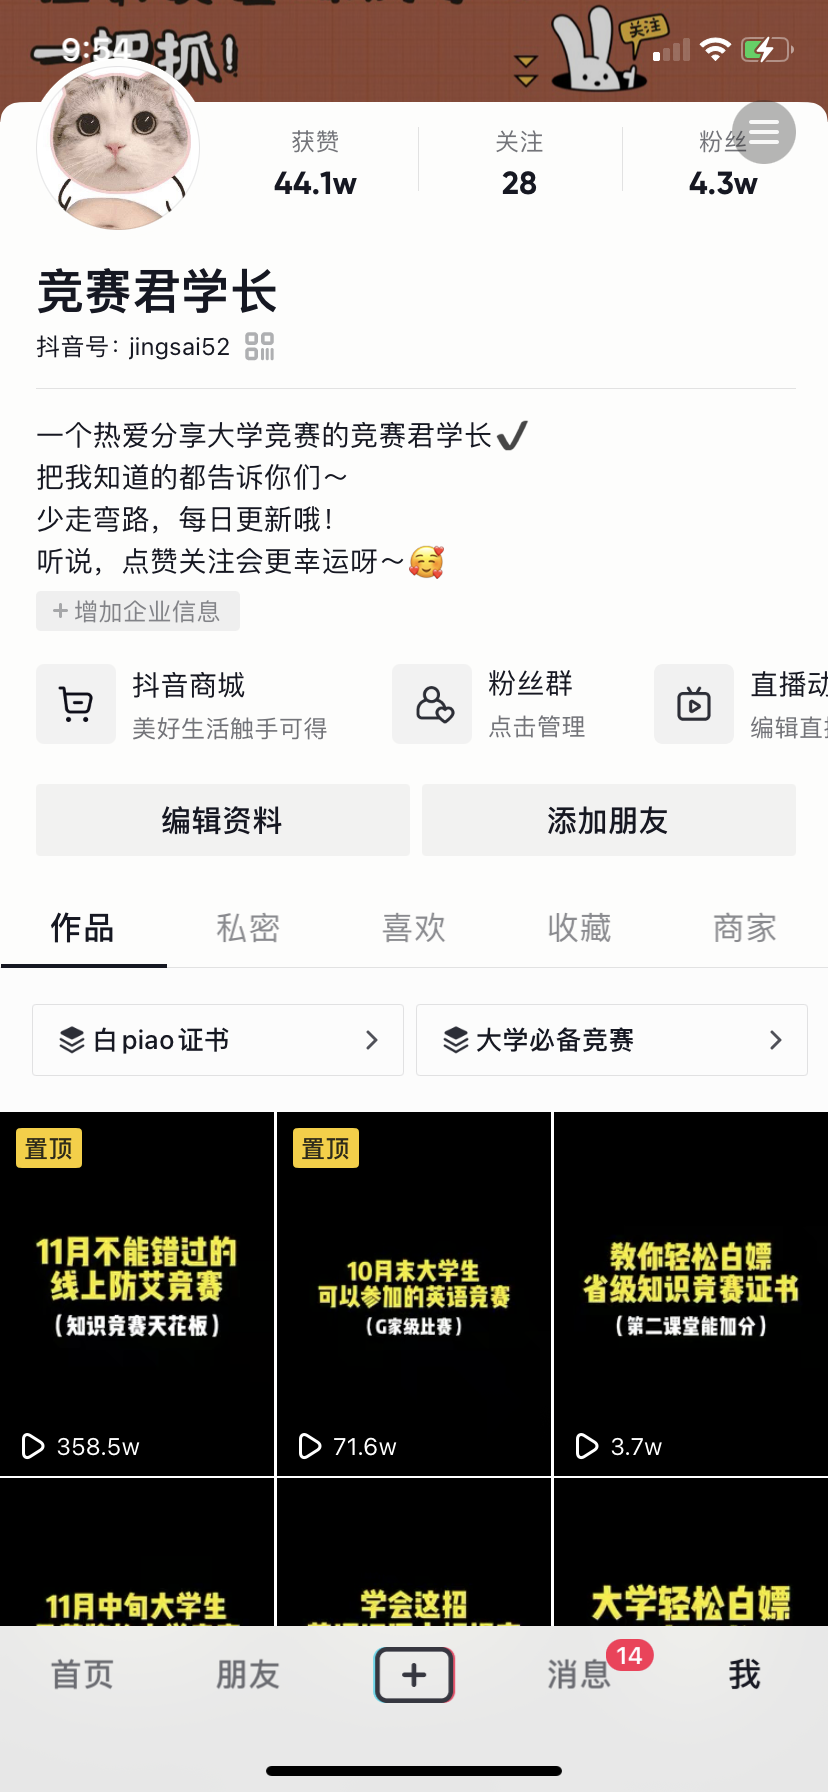 一把抓！
9:54
关注
获赞
44.1w
关注
28
粉丝
4.3w
竞赛君学长
抖音号：jingsai52
一个热爱分享大学竞赛的竞赛君学长✔️
把我知道的都告诉你们～
少走弯路，每日更新哦！
听说，点赞关注会更幸运呀～🥰
+ 增加企业信息
抖音商城
美好生活触手可得
粉丝群
点击管理
直播动
编辑直
编辑资料
添加朋友
作品
私密
喜欢
收藏
商家
白piao证书
大学必备竞赛
置顶
11月不能错过的
线上防艾竞赛
（知识竞赛天花板）
358.5w
置顶
10月末大学生
可以参加的英语竞赛
（G家级比赛）
71.6w
教你轻松白嫖
省级知识竞赛证书
（第二课堂能加分）
3.7w
11月中旬大学生
学会这招
大学轻松白嫖
首页
朋友
消息
14
我